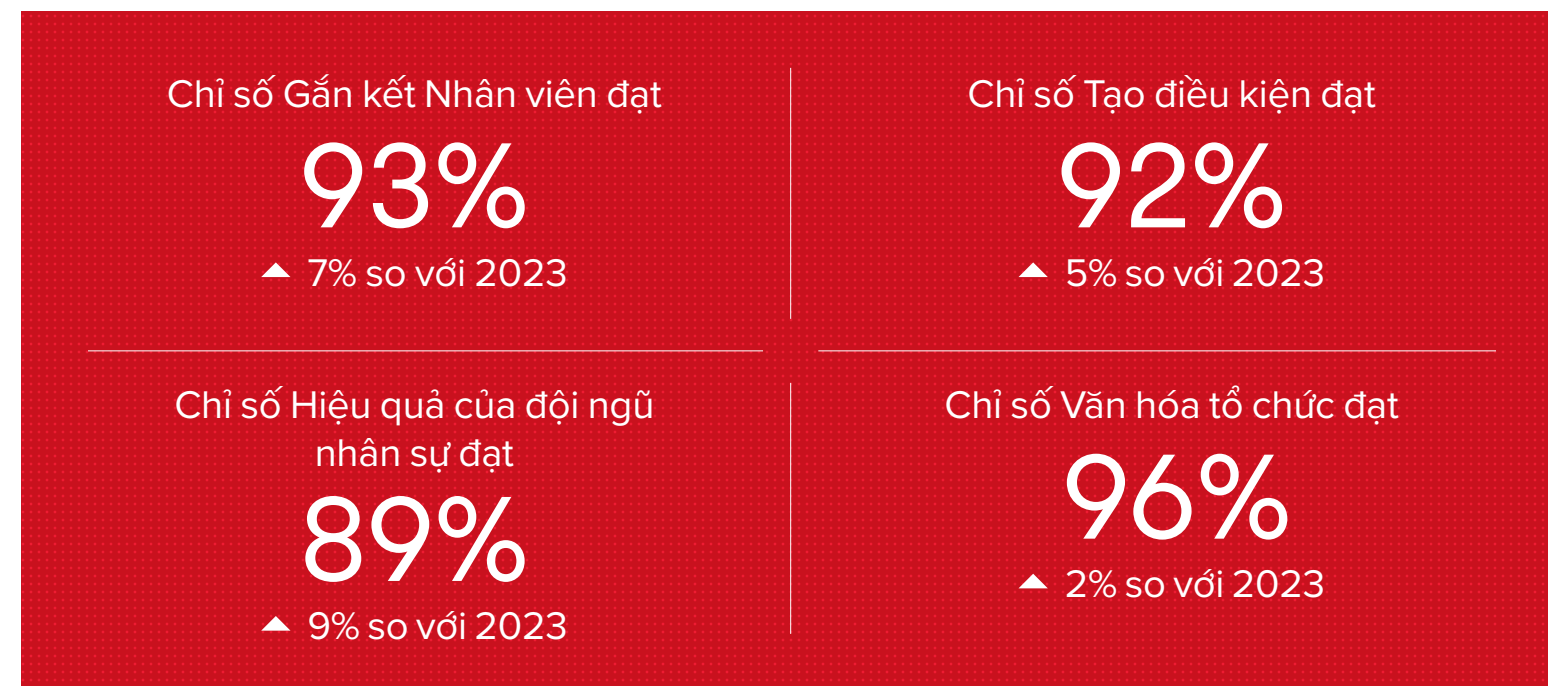 Chỉ số Gắn kết Nhân viên đạt
93%
▲ 7% so với 2023
Chỉ số Tạo điều kiện đạt
92%
▲ 5% so với 2023
Chỉ số Hiệu quả của đội ngũ
nhân sự đạt
89%
▲ 9% so với 2023
Chỉ số Văn hóa tổ chức đạt
96%
▲ 2% so với 2023